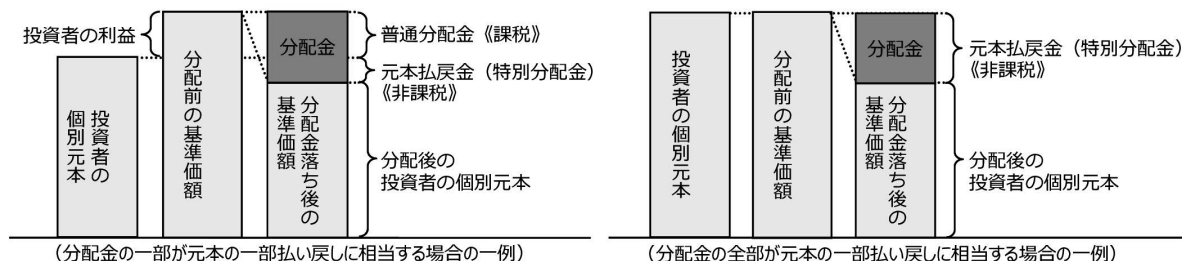 投資者の利益
投資者の
個別元本
分配前の基準価額
分配金
分配金落ち後の
基準価額
普通分配金《課税》
元本払戻金（特別分配金）
《非課税》
分配後の
投資者の個別元本
（分配金の一部が元本の一部払い戻しに相当する場合の一例）
投資者の個別元本
分配前の基準価額
分配金
分配金落ち後の
基準価額
元本払戻金（特別分配金）
《非課税》
分配後の
投資者の個別元本
（分配金の全部が元本の一部払い戻しに相当する場合の一例）